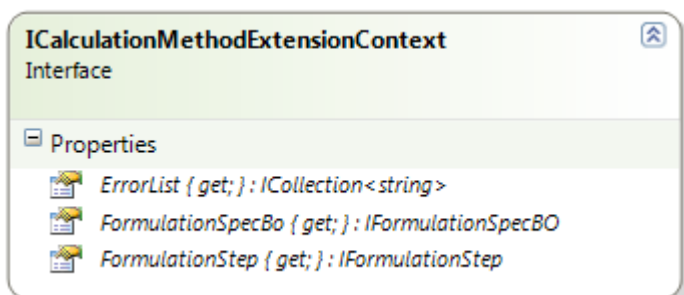 ICalculationMethodExtensionContext
Interface
Properties
ErrorList { get; } : ICollection<string>
FormulationSpecBo { get; } : IFormulationSpecBO
FormulationStep { get; } : IFormulationStep